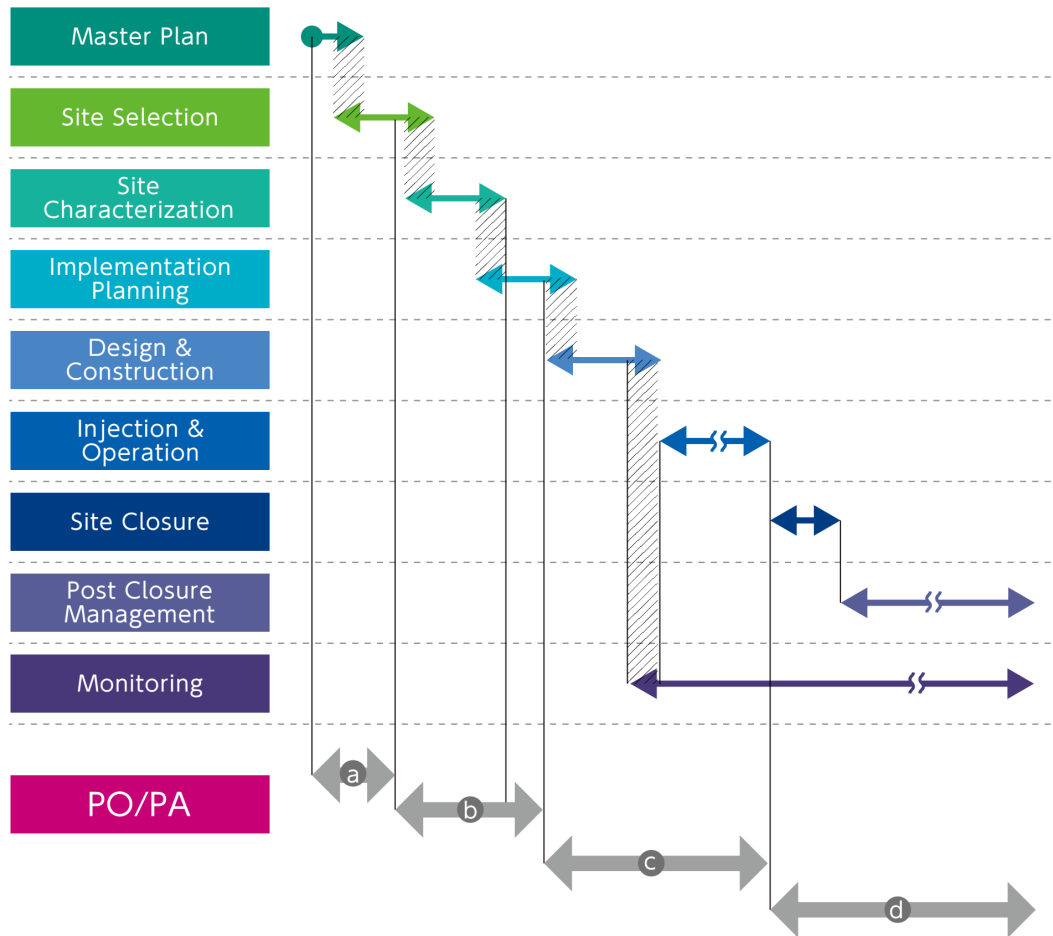 Master Plan
Site Selection
Site
Characterization
Implementation
Planning
Design &
Construction
Injection &
Operation
Site Closure
Post Closure
Management
Monitoring
PO/PA
a
b
c
d